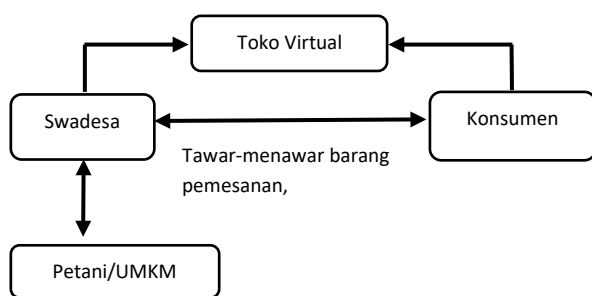 Toko Virtual
Swadesa
Konsumen
Tawar-menawar barang
pemesanan,
Petani/UMKM